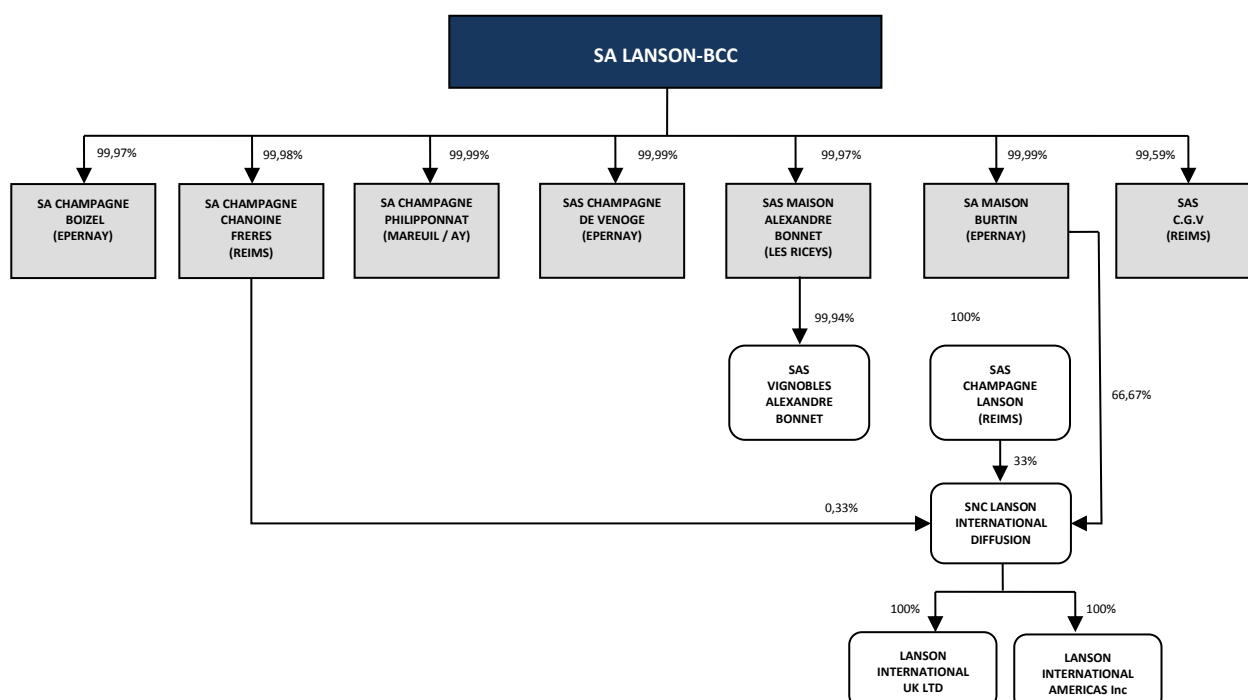 SA LANSON-BCC
99,97%
99,98%
99,99%
99,99%
99,97%
99,99%
99,59%
SA CHAMPAGNE
BOIZEL
(EPERNAY)
SA CHAMPAGNE
CHANOINE
FRERES
(REIMS)
SA CHAMPAGNE
PHILIPPONNAT
(MAREUIL / AY)
SAS CHAMPAGNE
DE VENOGE
(EPERNAY)
SAS MAISON
ALEXANDRE
BONNET
(LES RICEYS)
SA MAISON
BURTIN
(EPERNAY)
SAS
C.G.V
(REIMS)
99,94%
100%
SAS
VIGNOBLES
ALEXANDRE
BONNET
SAS
CHAMPAGNE
LANSON
(REIMS)
66,67%
33%
0,33%
SNC LANSON
INTERNATIONAL
DIFFUSION
100%
100%
LANSON
INTERNATIONAL
UK LTD
LANSON
INTERNATIONAL
AMERICAS Inc